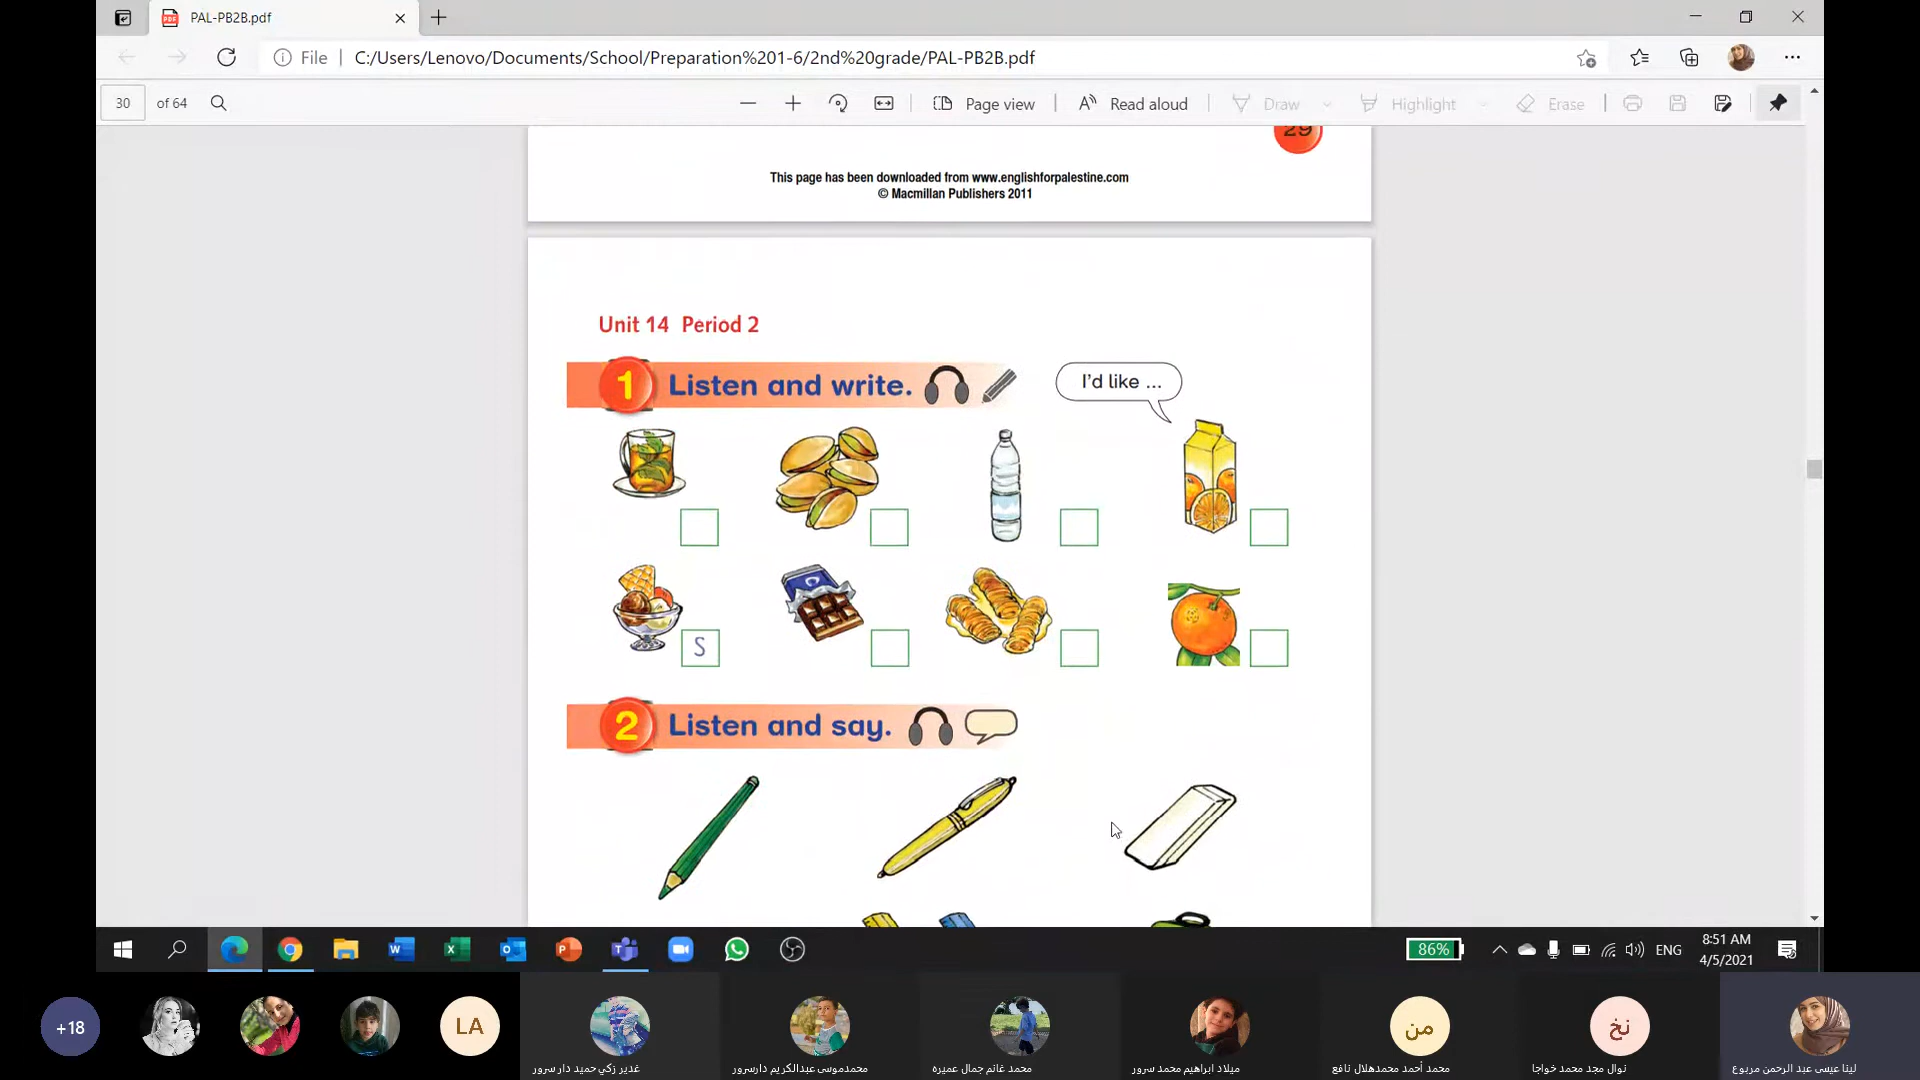 PAL-PB2B.pdf
File
C:/Users/Lenovo/Documents/School/Preparation%201-6/2nd%20grade/PAL-PB2B.pdf
30 of 64
Page view
Read aloud
Draw
Highlight
Erase
29
This page has been downloaded from www.englishforpalestine.com
© Macmillan Publishers 2011
Unit 14 Period 2
1 Listen and write.
I'd like ...
S
2 Listen and say.
86%
ENG
8:51 AM
4/5/2021
+18
LA
من
نخ
غدير زكي حميد دار سرور
محمدموسى عبدالكريم دارسرور
محمد غانم جمال عميره
ميلاد ابراهيم محمد سرور
محمد أحمد محمدهلال نافع
نوال مجد محمد خواجا
لينا عيسى عبد الرحمن مربوع